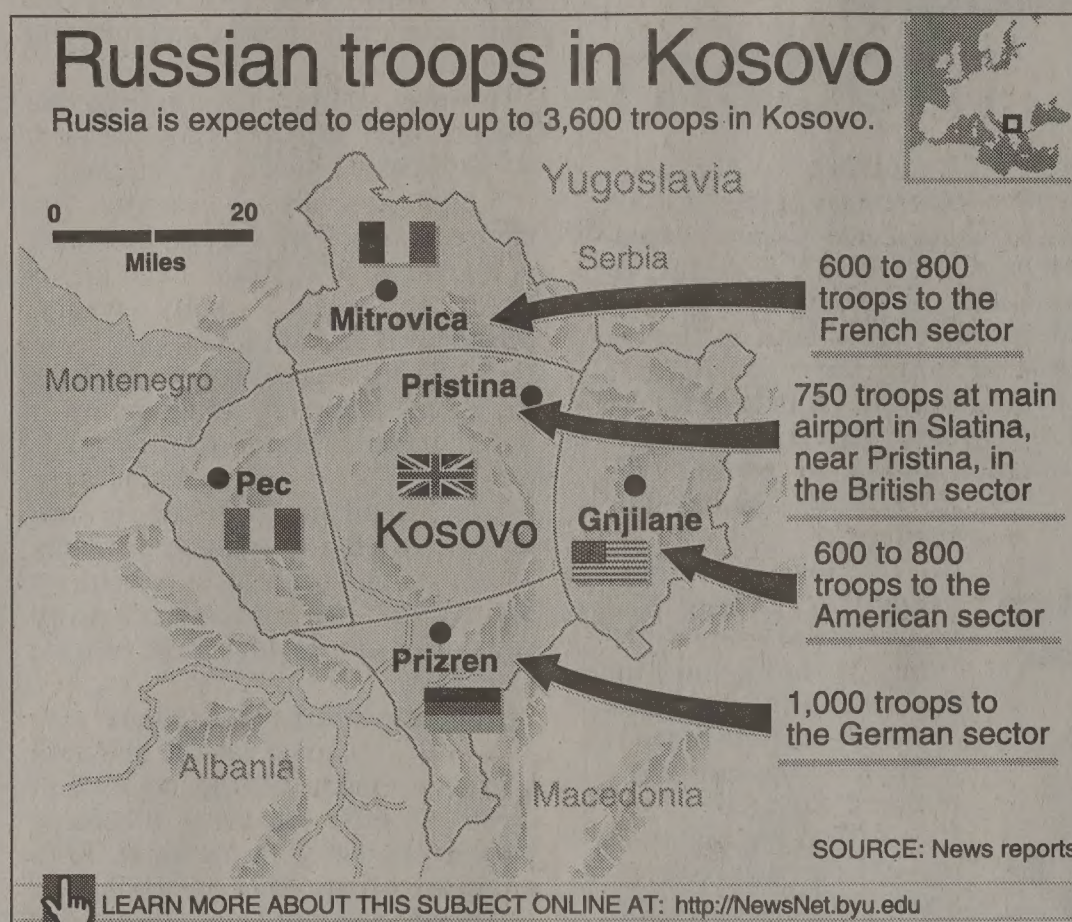 Russian troops in Kosovo
Russia is expected to deploy up to 3,600 troops in Kosovo.
Yugoslavia
0 20
Miles
Serbia
600 to 800
troops to the
French sector
Mitrovica
Montenegro
Pristina
750 troops at main
airport in Slatina,
near Pristina, in
the British sector
Pec
Kosovo
Gnjilane
600 to 800
troops to the
American sector
Prizren
1,000 troops to
the German sector
Albania
Macedonia
SOURCE: News reports
LEARN MORE ABOUT THIS SUBJECT ONLINE AT: http://NewsNet.byu.edu